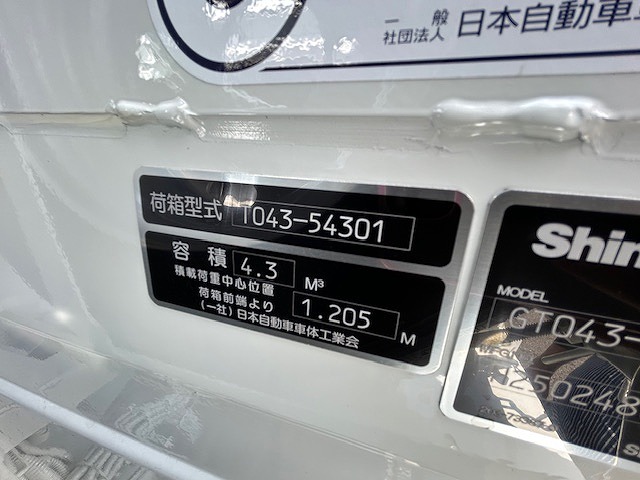 一般
社団法人 日本自動車
荷箱型式 T043-54301
容積 4.3 M³
積載荷重中心位置
荷箱前端より 1.205 M
(一社)日本自動車車体工業会
Shin
MODEL
GT043-